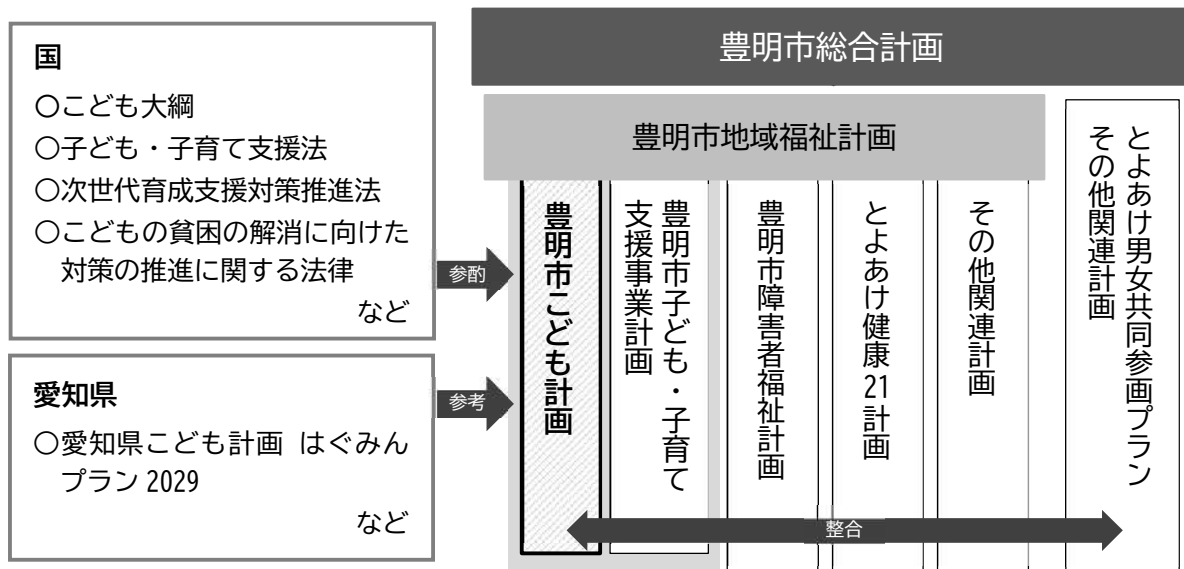 国
〇こども大綱
〇子ども・子育て支援法
〇次世代育成支援対策推進法
〇こどもの貧困の解消に向けた
対策の推進に関する法律
など
参酌
愛知県
〇愛知県こども計画 はぐみん
プラン 2029
など
参考
豊明市総合計画
豊明市地域福祉計画
豊明市こども計画
豊明市子ども・子育て
支援事業計画
豊明市障害者福祉計画
とよあけ健康21計画
その他関連計画
とよあけ男女共同参画プラン
その他関連計画
整合